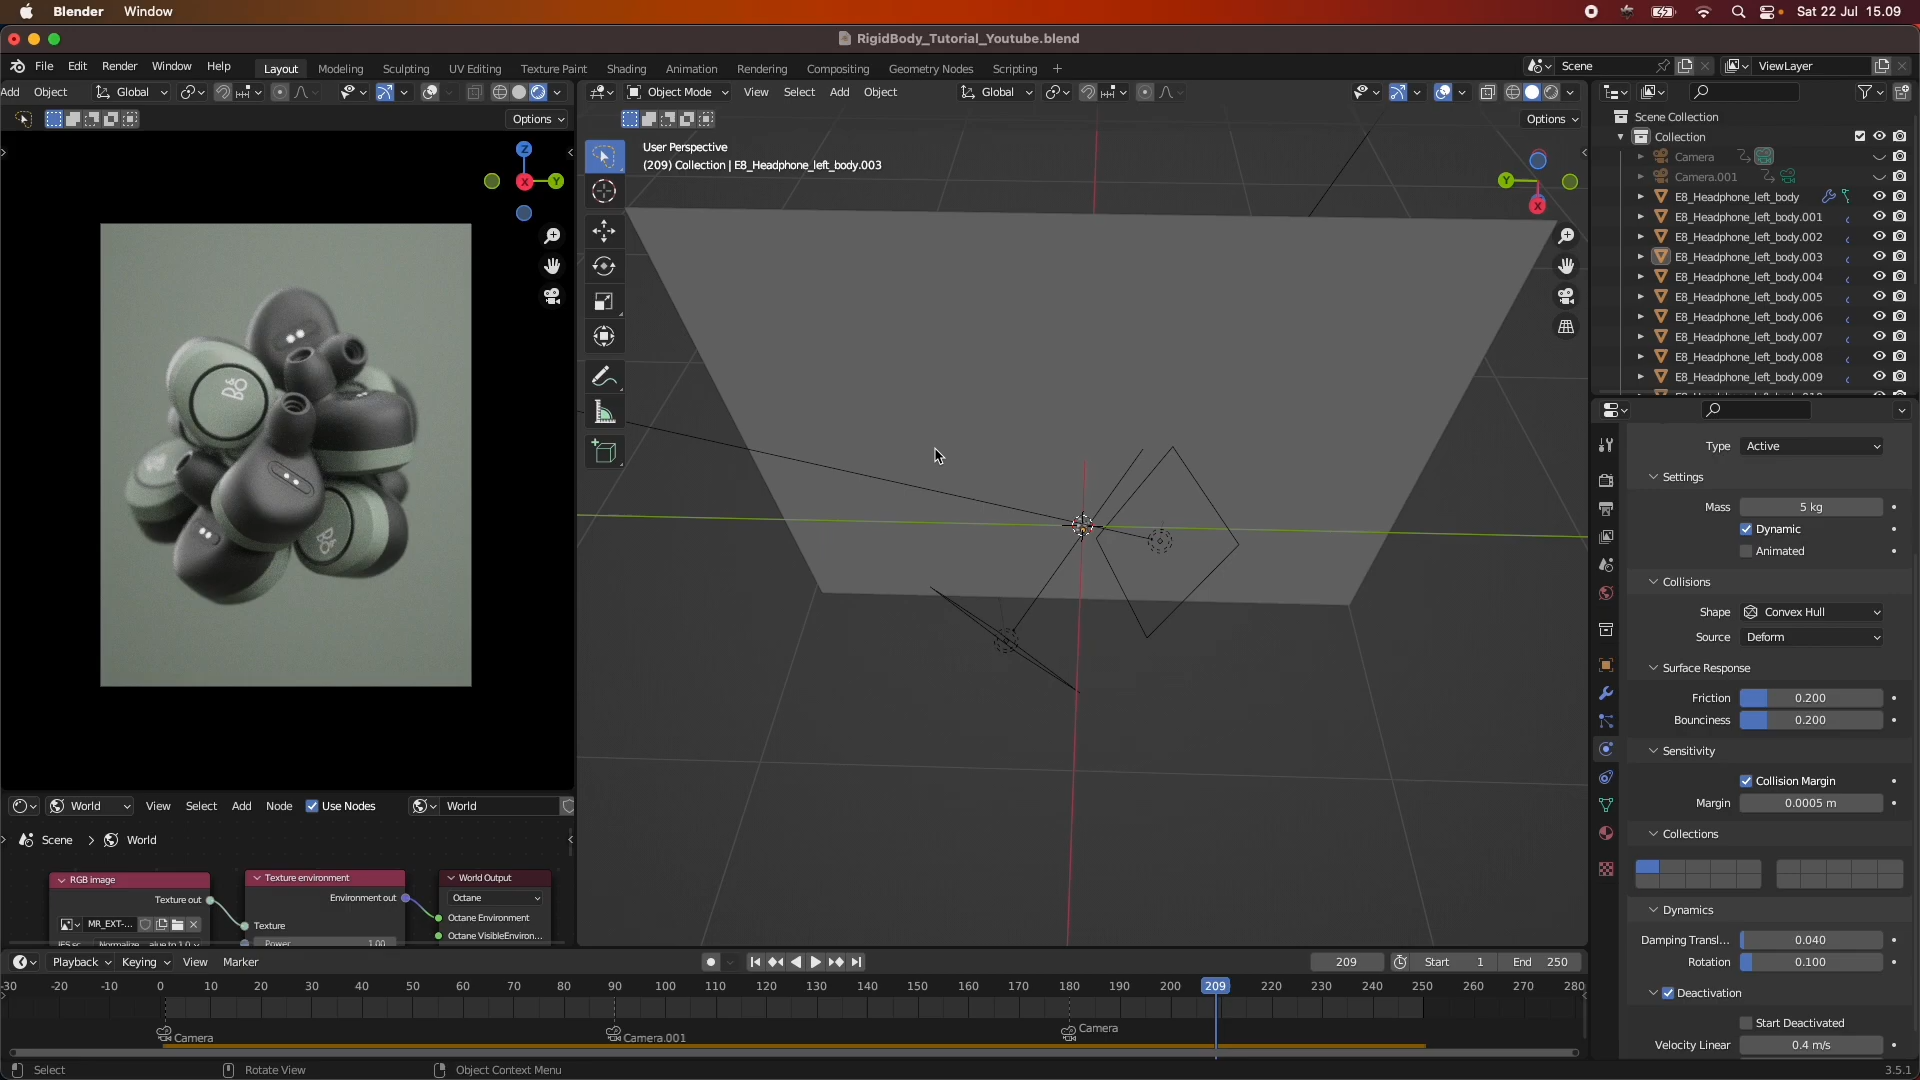 Blender Window
Sat 22 Jul 15.09
RigidBody_Tutorial_Youtube.blend
File Edit Render Window Help
Layout Modeling Sculpting UV Editing Texture Paint Shading Animation Rendering Compositing Geometry Nodes Scripting +
Scene
ViewLayer
Add Object Global
Object Mode View Select Add Object Global
Options
Options
User Perspective
(209) Collection | E8_Headphone_left_body.003
Z
X
Y
Y
X
Scene Collection
Collection
Camera
Camera.001
E8_Headphone_left_body
E8_Headphone_left_body.001
E8_Headphone_left_body.002
E8_Headphone_left_body.003
E8_Headphone_left_body.004
E8_Headphone_left_body.005
E8_Headphone_left_body.006
E8_Headphone_left_body.007
E8_Headphone_left_body.008
E8_Headphone_left_body.009
Type Active
Settings
Mass 5 kg
Dynamic
Animated
Collisions
Shape Convex Hull
Source Deform
Surface Response
Friction 0.200
Bounciness 0.200
Sensitivity
Collision Margin
Margin 0.0005 m
Collections
Dynamics
Damping Transl... 0.040
Rotation 0.100
Deactivation
Start Deactivated
Velocity Linear 0.4 m/s
World View Select Add Node Use Nodes World
Scene > World
RGB image
Texture out
MR_EXT-...
Texture environment
Environment out
Texture
Power 1.00
World Output
Octane
Octane Environment
Octane VisibleEnviron...
Playback Keying View Marker
209 Start 1 End 250
-30 -20 -10 0 10 20 30 40 50 60 70 80 90 100 110 120 130 140 150 160 170 180 190 200 209 220 230 240 250 260 270 280
Camera
Camera.001
Camera
Select Rotate View Object Context Menu
3.5.1